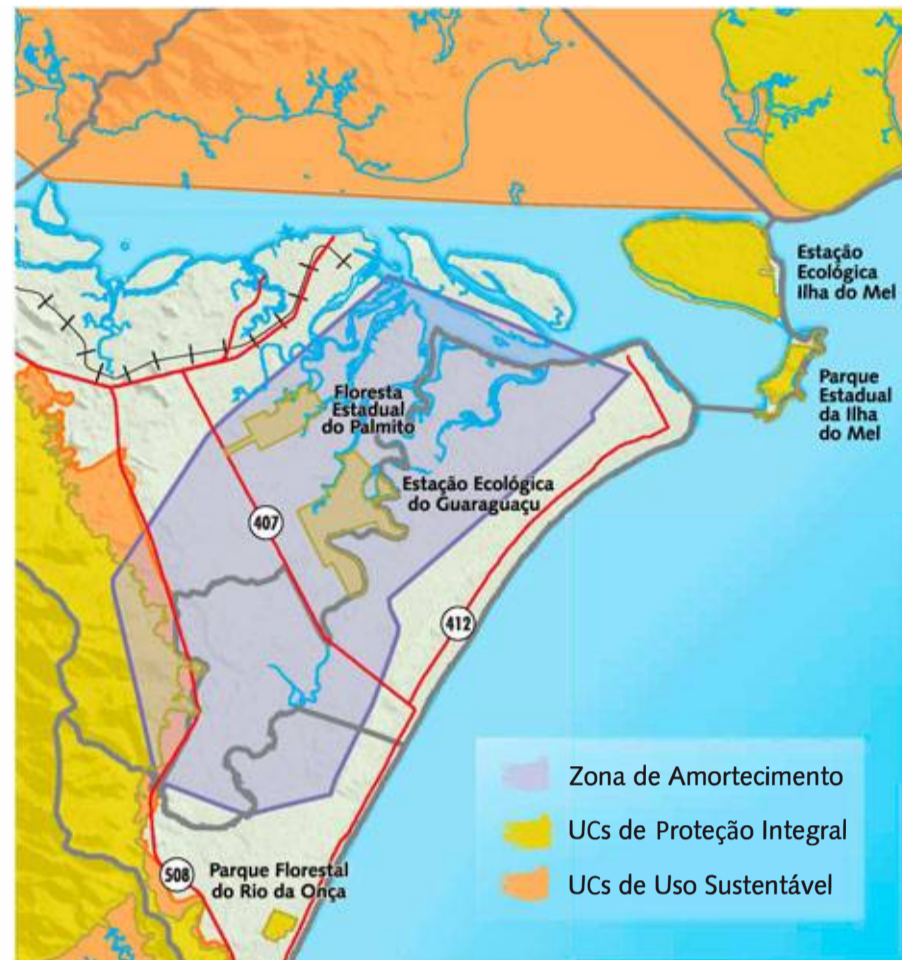 Estação
Ecológica
Ilha do Mel
Parque
Estadual
da Ilha
do Mel
Floresta
Estadual
do Palmito
Estação Ecológica
do Guaraguaçu
407
412
508
Parque Florestal
do Rio da Onça
Zona de Amortecimento
UCs de Proteção Integral
UCs de Uso Sustentável